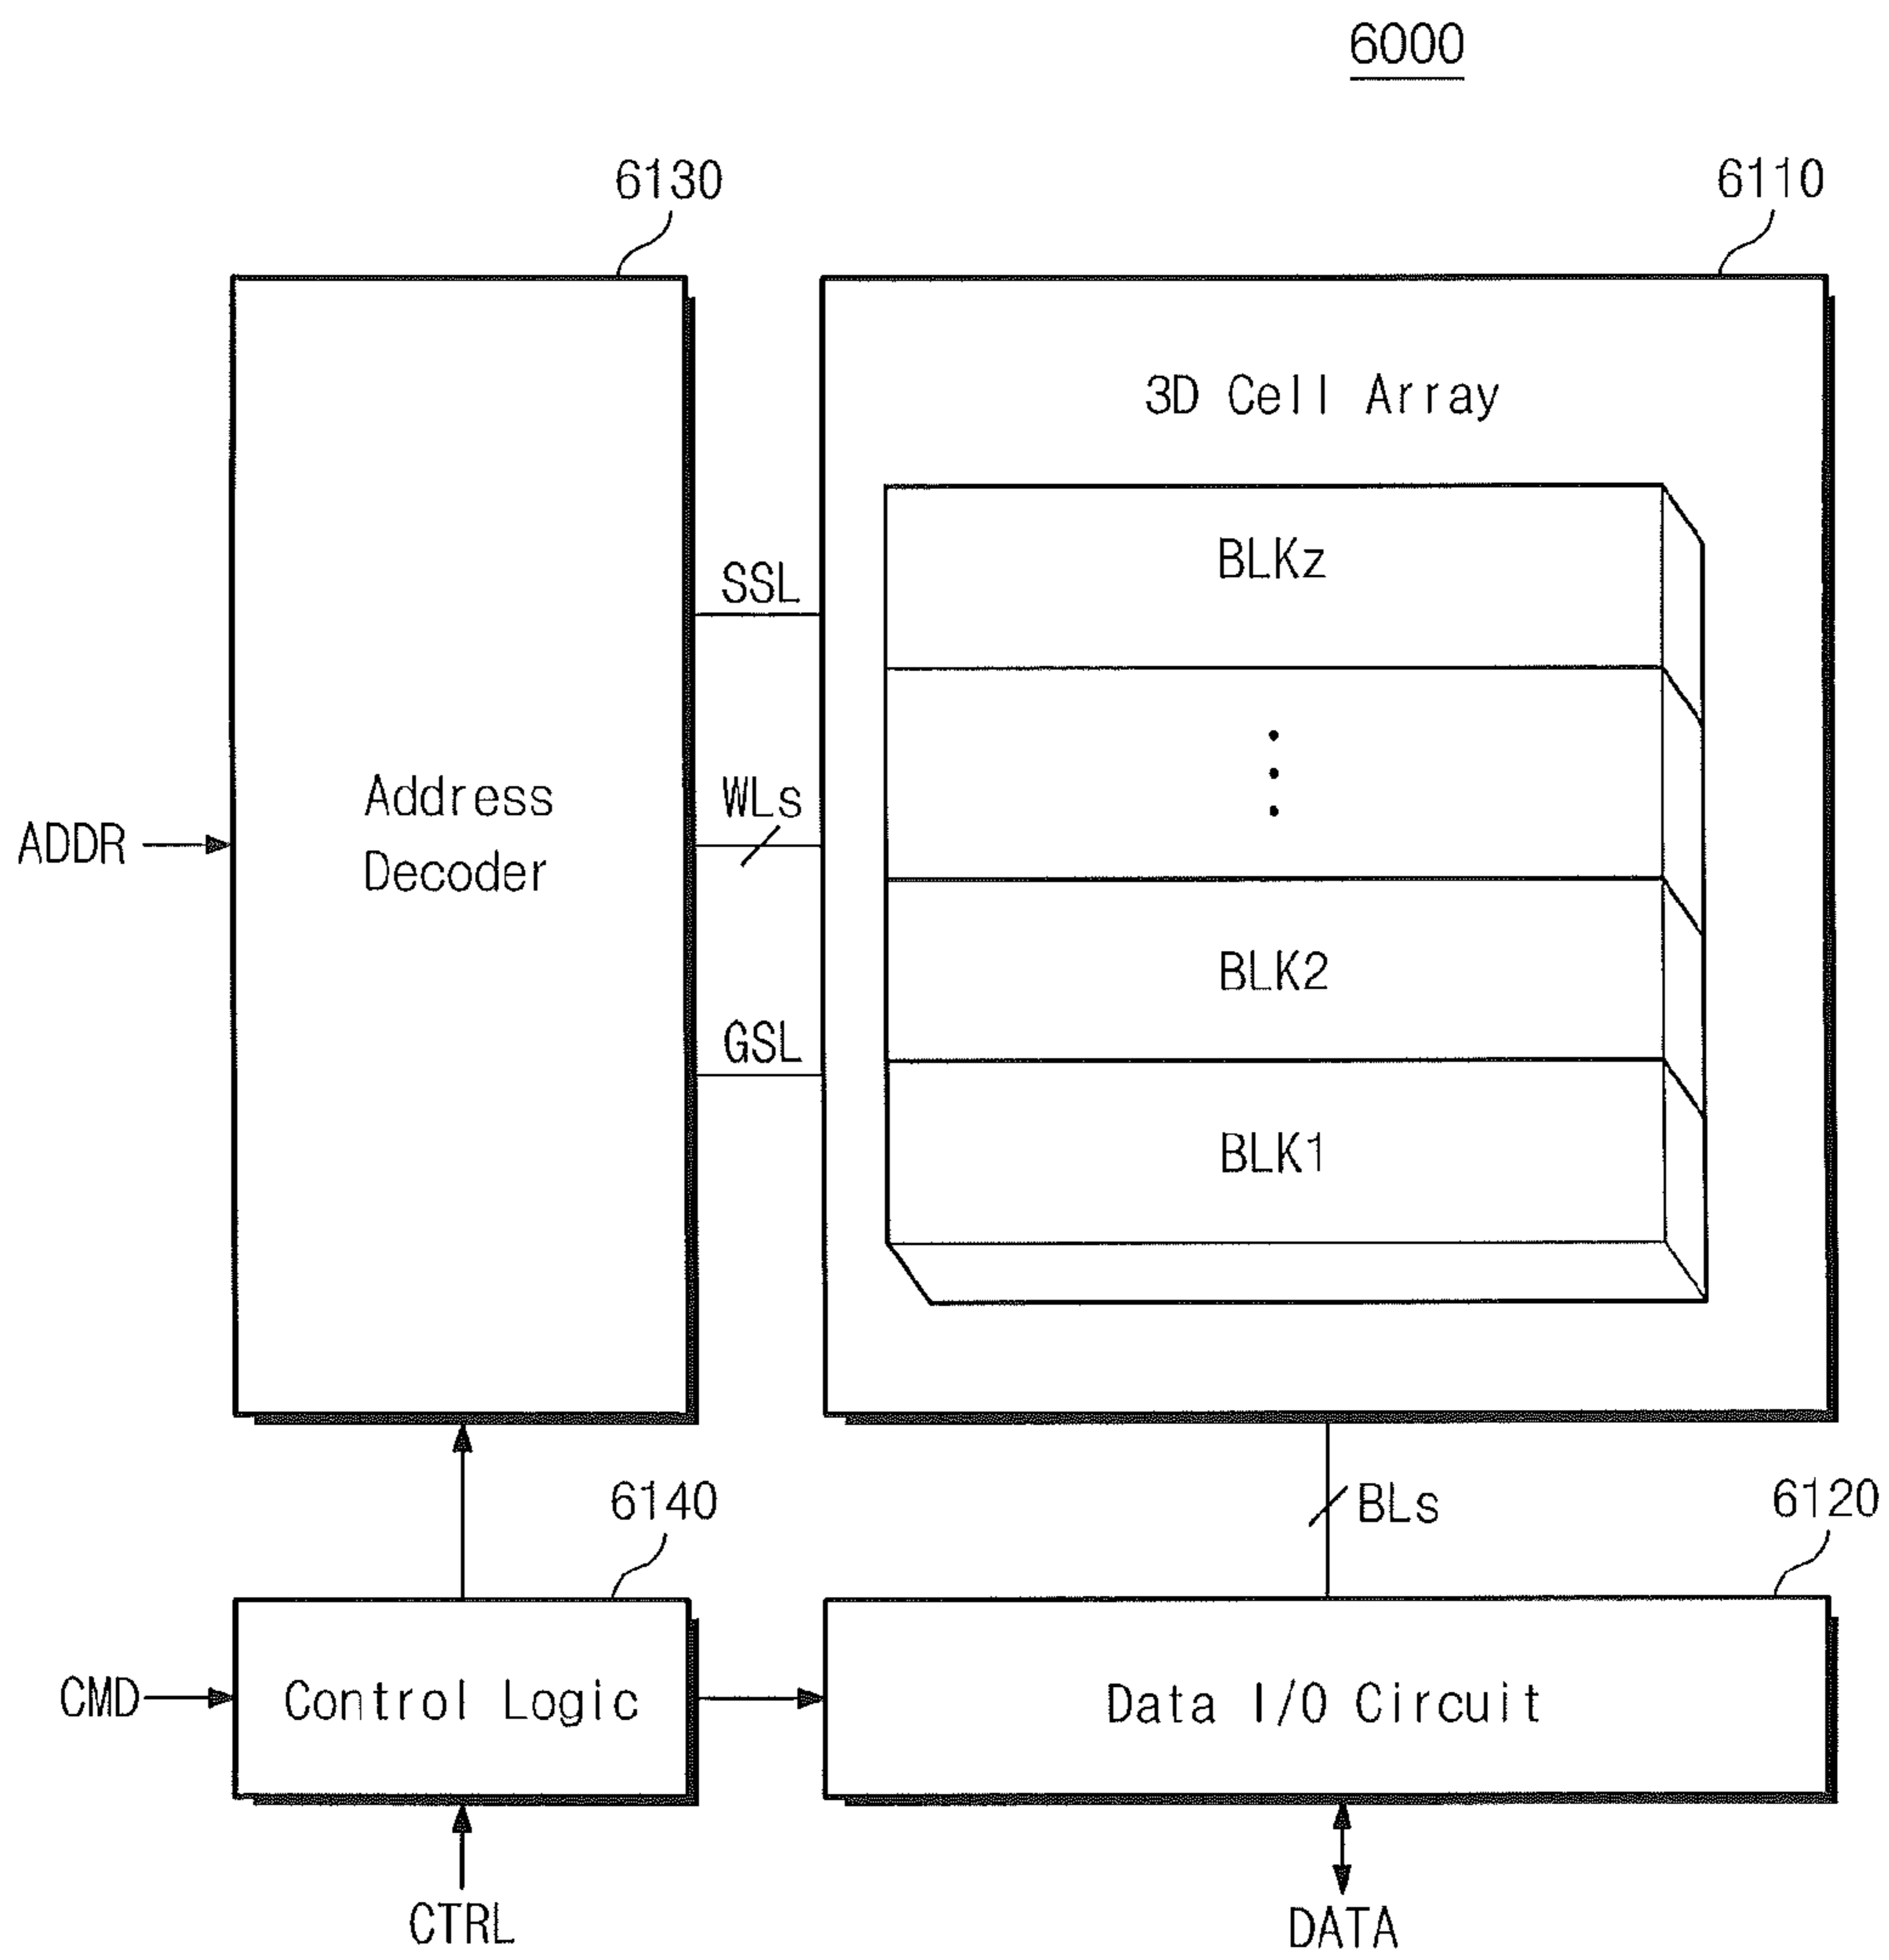 6000
6130
6110
3D Cell Array
BLKz
SSL
Address
Decoder
WLs
ADDR
BLK2
GSL
BLK1
6140
BLs
6120
CMD
Control Logic
Data I/O Circuit
CTRL
DATA